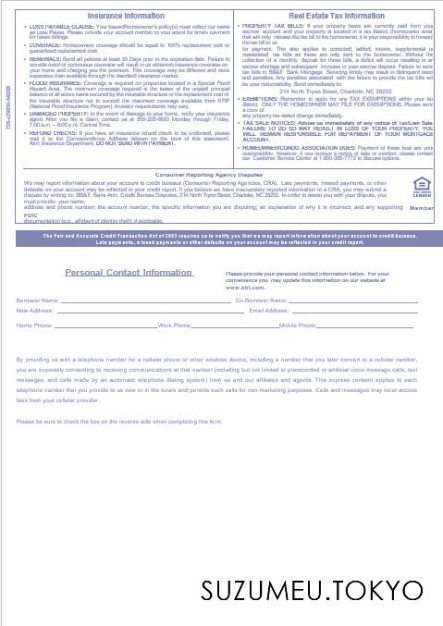 Insurance Information
• LOSS PAYABLE CLAUSE: Your hazard/homeowner's policy(s) must reflect our name
as Loss Payee. Please provide your account number to your agent for timely payment
for future billings.
• COVERAGE: Homeowners coverage should be equal to 100% replacement cost or
guaranteed replacement cost.
• RENEWALS: Send all policies at least 30 Days prior to the expiration date. Failure to
provide proof of continuous coverage will result in us obtaining insurance coverage on
your home and charging you the premium. This coverage may be different and more
expensive than available through the standard insurance market.
• FLOOD INSURANCE: Coverage is required on properties located in a Special Flood
Hazard Area. The minimum coverage required is the lesser of the unpaid principal
balance of all active loans secured by the insurable structure or the replacement cost of
the insurable structure not to exceed the maximum coverage available from NFIP
(National Flood Insurance Program). Investor requirements may vary.
• DAMAGED PROPERTY: In the event of damage to your home, notify your insurance
agent. After you file a claim, contact us at Monday through Friday,
7:00 a.m. – 8:00 p.m. Central Time.
• REFUND CHECKS: If you have an insurance refund check to be endorsed, please
mail it to the Correspondence Address (shown on the front of this statement),
Attn: Insurance Department. DO NOT SEND WITH PAYMENT.
Real Estate Tax Information
• PROPERTY TAX BILLS: If your property taxes are currently paid from your
escrow account and your property is located in a tax district (homeowner area)
that will only release the tax bill to the homeowner, it is your responsibility to forward
the tax bill to us
for payment. This also applies to corrected, added, interim, supplemental or
reassessed tax bills as these are only sent to the homeowner. Without the
collection of a monthly deposit for these bills, a deficit will occur resulting in an
escrow shortage and subsequent increase in your escrow deposit. Failure to send
tax bills to BB&T Bank Mortgage Servicing timely may result in delinquent taxes
and penalties. Any penalties associated with the failure to provide the tax bill will
be your responsibility. Send immediately to:
214 North Tryon Street, Charlotte, NC 28202
• EXEMPTIONS: Remember to apply for any TAX EXEMPTIONS within your tax
district. ONLY THE HOMEOWNER MAY FILE FOR EXEMPTIONS. Please send
a copy of
any property tax status change immediately.
• TAX SALE NOTICES: Advise us immediately of any notice of Tax/Lien Sale.
FAILURE TO DO SO MAY RESULT IN LOSS OF YOUR PROPERTY. YOU
WILL REMAIN RESPONSIBLE FOR REPAYMENT OF YOUR MORTGAGE
ACCOUNT.
• HOMEOWNER/CONDO ASSOCIATION DUES: Payment of these fees are your
responsibility. However, if you receive a notice of sale or eviction, please contact
our Customer Service Center at to discuss options.
Consumer Reporting Agency Disputes
We may report information about your account to credit bureaus (Consumer Reporting Agencies, CRA). Late payments, missed payments, or other
defaults on your account may be reflected in your credit report. If you believe we have inaccurately reported information to a CRA, you may submit a
dispute by writing to: BB&T Bank Attn: Credit Bureau Disputes, 214 North Tryon Street, Charlotte, NC 28202. In order to assist you with your dispute, you
must provide: your name,
address and phone number; the account number; the specific information you are disputing; an explanation of why it is incorrect; and any supporting
documentation (e.g., affidavit of identity theft), if applicable.
LENDER
Member
FDIC
The Fair and Accurate Credit Transaction Act of 2003 requires us to notify you that we may report information about your account to credit bureaus.
Late payments, missed payments or other defaults on your account may be reflected in your credit report.
Personal Contact Information
Please provide your personal contact information below. For your
convenience you may update this information on our website at
www.bbt.com.
Borrower Name:
Co-Borrower Name:
New Address:
Email Address:
Home Phone:
Work Phone:
Mobile Phone:
By providing us with a telephone number for a cellular phone or other wireless device, including a number that you later convert to a cellular number,
you are expressly consenting to receiving communications at that number (including but not limited to prerecorded or artificial voice message calls, text
messages, and calls made by an automatic telephone dialing system) from us and our affiliates and agents. This express consent applies to each
telephone number that you provide to us now or in the future and permits such calls for non-marketing purposes. Calls and messages may incur access
fees from your cellular provider.
Please be sure to check the box on the reverse side when completing this form.
SUZUMEU.TOKYO